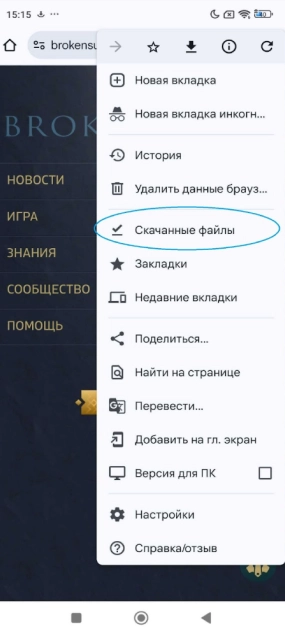 15:15
brokensu
Новая вкладка
BROK
Новая вкладка инкогн...
История
НОВОСТИ
Удалить данные брауз...
ИГРА
Скачанные файлы
ЗНАНИЯ
Закладки
СООБЩЕСТВО
Недавние вкладки
ПОМОЩЬ
Поделиться...
Найти на странице
Перевести...
Добавить на гл. экран
Версия для ПК
Настройки
Справка/отзыв